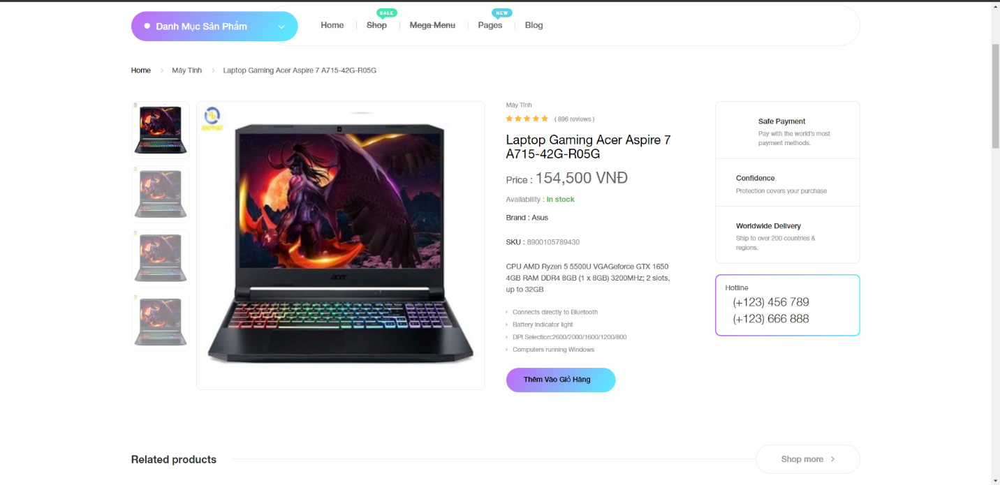 Danh Mục Sản Phẩm
Home
SALE
Shop
Mega Menu
NEW
Pages
Blog
Home
Máy Tính
Laptop Gaming Acer Aspire 7 A715-42G-R05G
ANPHAT
acer
Máy Tính
( 896 reviews )
Laptop Gaming Acer Aspire 7
A715-42G-R05G
Price : 154,500 VNĐ
Availability : In stock
Brand : Asus
SKU : 8900105789430
CPU AMD Ryzen 5 5500U VGAGeforce GTX 1650
4GB RAM DDR4 8GB (1 x 8GB) 3200MHz; 2 slots,
up to 32GB
Connects directly to Bluetooth
Battery Indicator light
DPI Selection:2600/2000/1600/1200/800
Computers running Windows
Thêm Vào Giỏ Hàng
Safe Payment
Pay with the world's most
payment methods.
Confidence
Protection covers your purchase
Worldwide Delivery
Ship to over 200 countries &
regions.
Hotline
(+123) 456 789
(+123) 666 888
Related products
Shop more